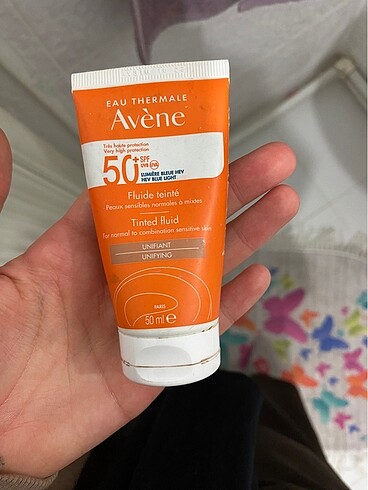 EAU THERMALE
Avène
Très haute protection
Very high protection
50+ SPF
UVB UVA
LUMIÈRE BLEUE HEV
HEV BLUE LIGHT
Fluide teinté
Peaux sensibles normales à mixtes
Tinted fluid
For normal to combination sensitive skin
UNIFIANT
UNIFYING
PARIS
50 ml e